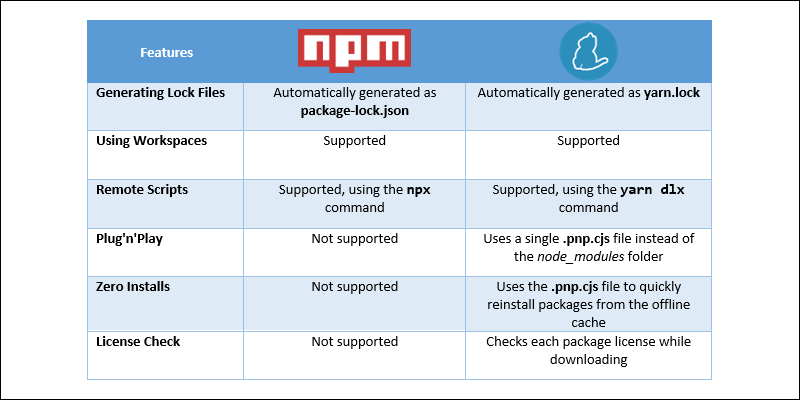 Features
npm
Generating Lock Files
Automatically generated as
package-lock.json
Automatically generated as yarn.lock
Using Workspaces
Supported
Supported
Remote Scripts
Supported, using the npx
command
Supported, using the yarn dlx
command
Plug'n'Play
Not supported
Uses a single .pnp.cjs file instead of
the node_modules folder
Zero Installs
Not supported
Uses the .pnp.cjs file to quickly
reinstall packages from the offline
cache
License Check
Not supported
Checks each package license while
downloading